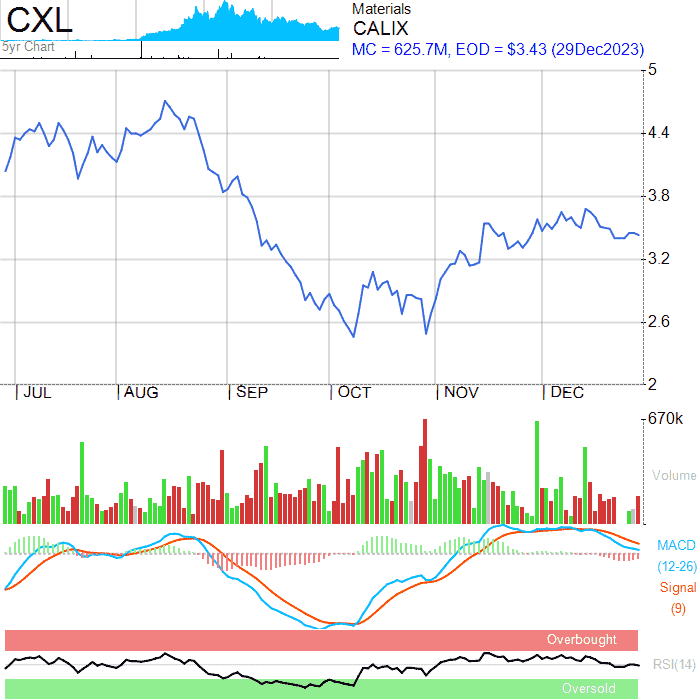 CXL
5yr Chart
Materials
CALIX
MC = 625.7M, EOD = $3.43 (29Dec2023)
5
4.4
3.8
3.2
2.6
2
JUL AUG SEP OCT NOV DEC
670k
Volume
MACD
(12-26)
Signal
(9)
Overbought
RSI(14)
Oversold